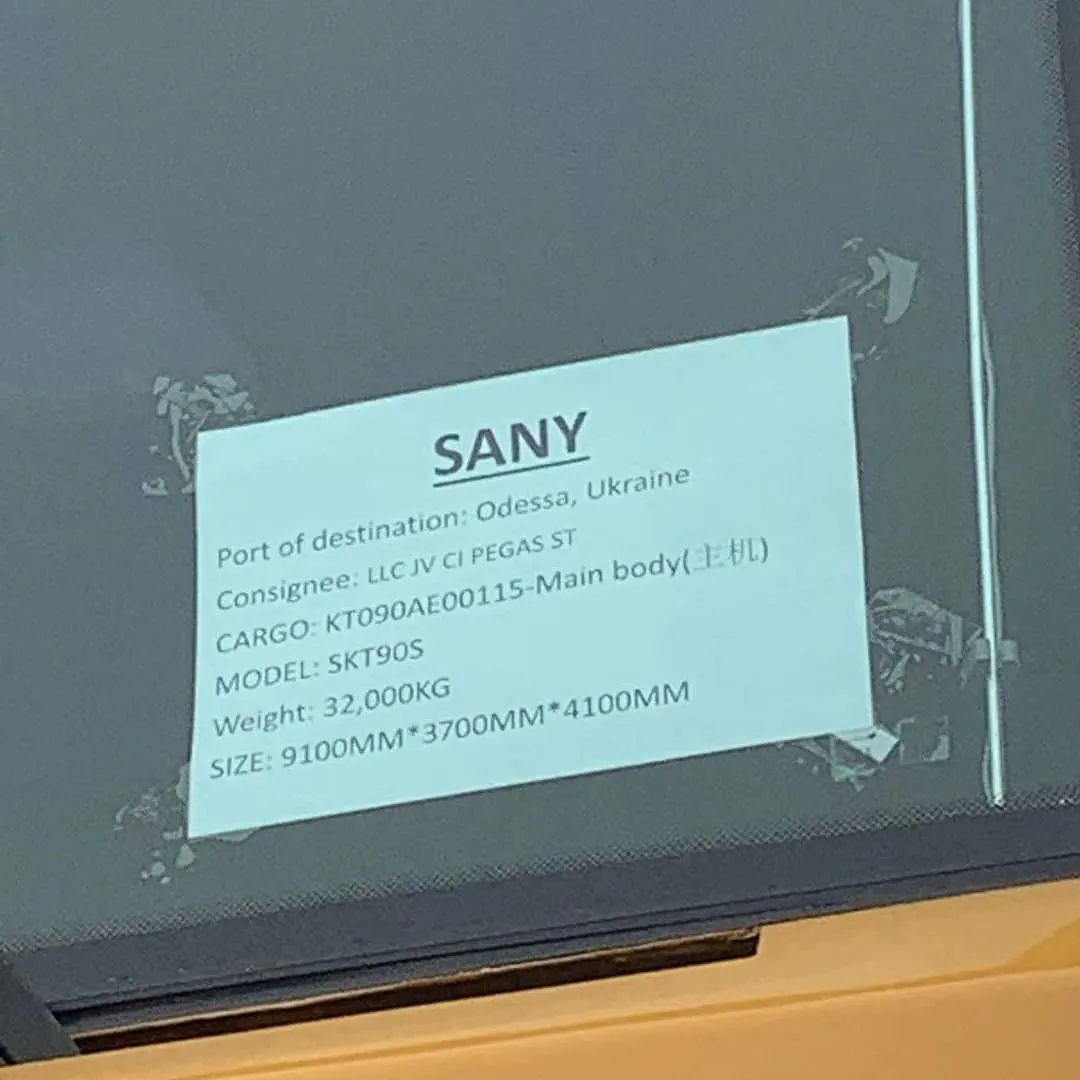 SANY
Port of destination: Odessa, Ukraine
Consignee: LLC JV CI PEGAS ST
CARGO: KT090AE00115-Main body(主机)
MODEL: SKT90S
Weight: 32,000KG
SIZE: 9100MM*3700MM*4100MM